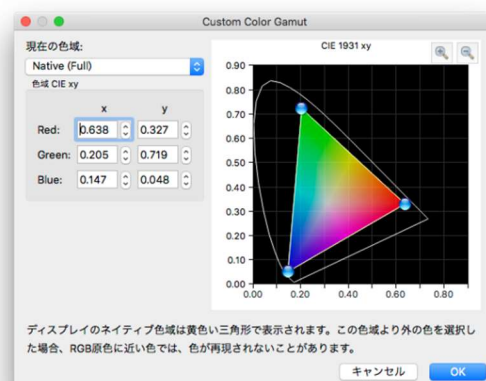 Custom Color Gamut
現在の色域:
Native (Full)
色域 CIE xy
x y
Red: 0.638 0.327
Green: 0.205 0.719
Blue: 0.147 0.048
CIE 1931 xy
0.90
0.80
0.70
0.60
0.50
0.40
0.30
0.20
0.10
0.00
0.00 0.20 0.40 0.60 0.80
ディスプレイのネイティブ色域は黄色い三角形で表示されます。この色域より外の色を選択し
た場合、RGB原色に近い色では、色が再現されないことがあります。
キャンセル OK